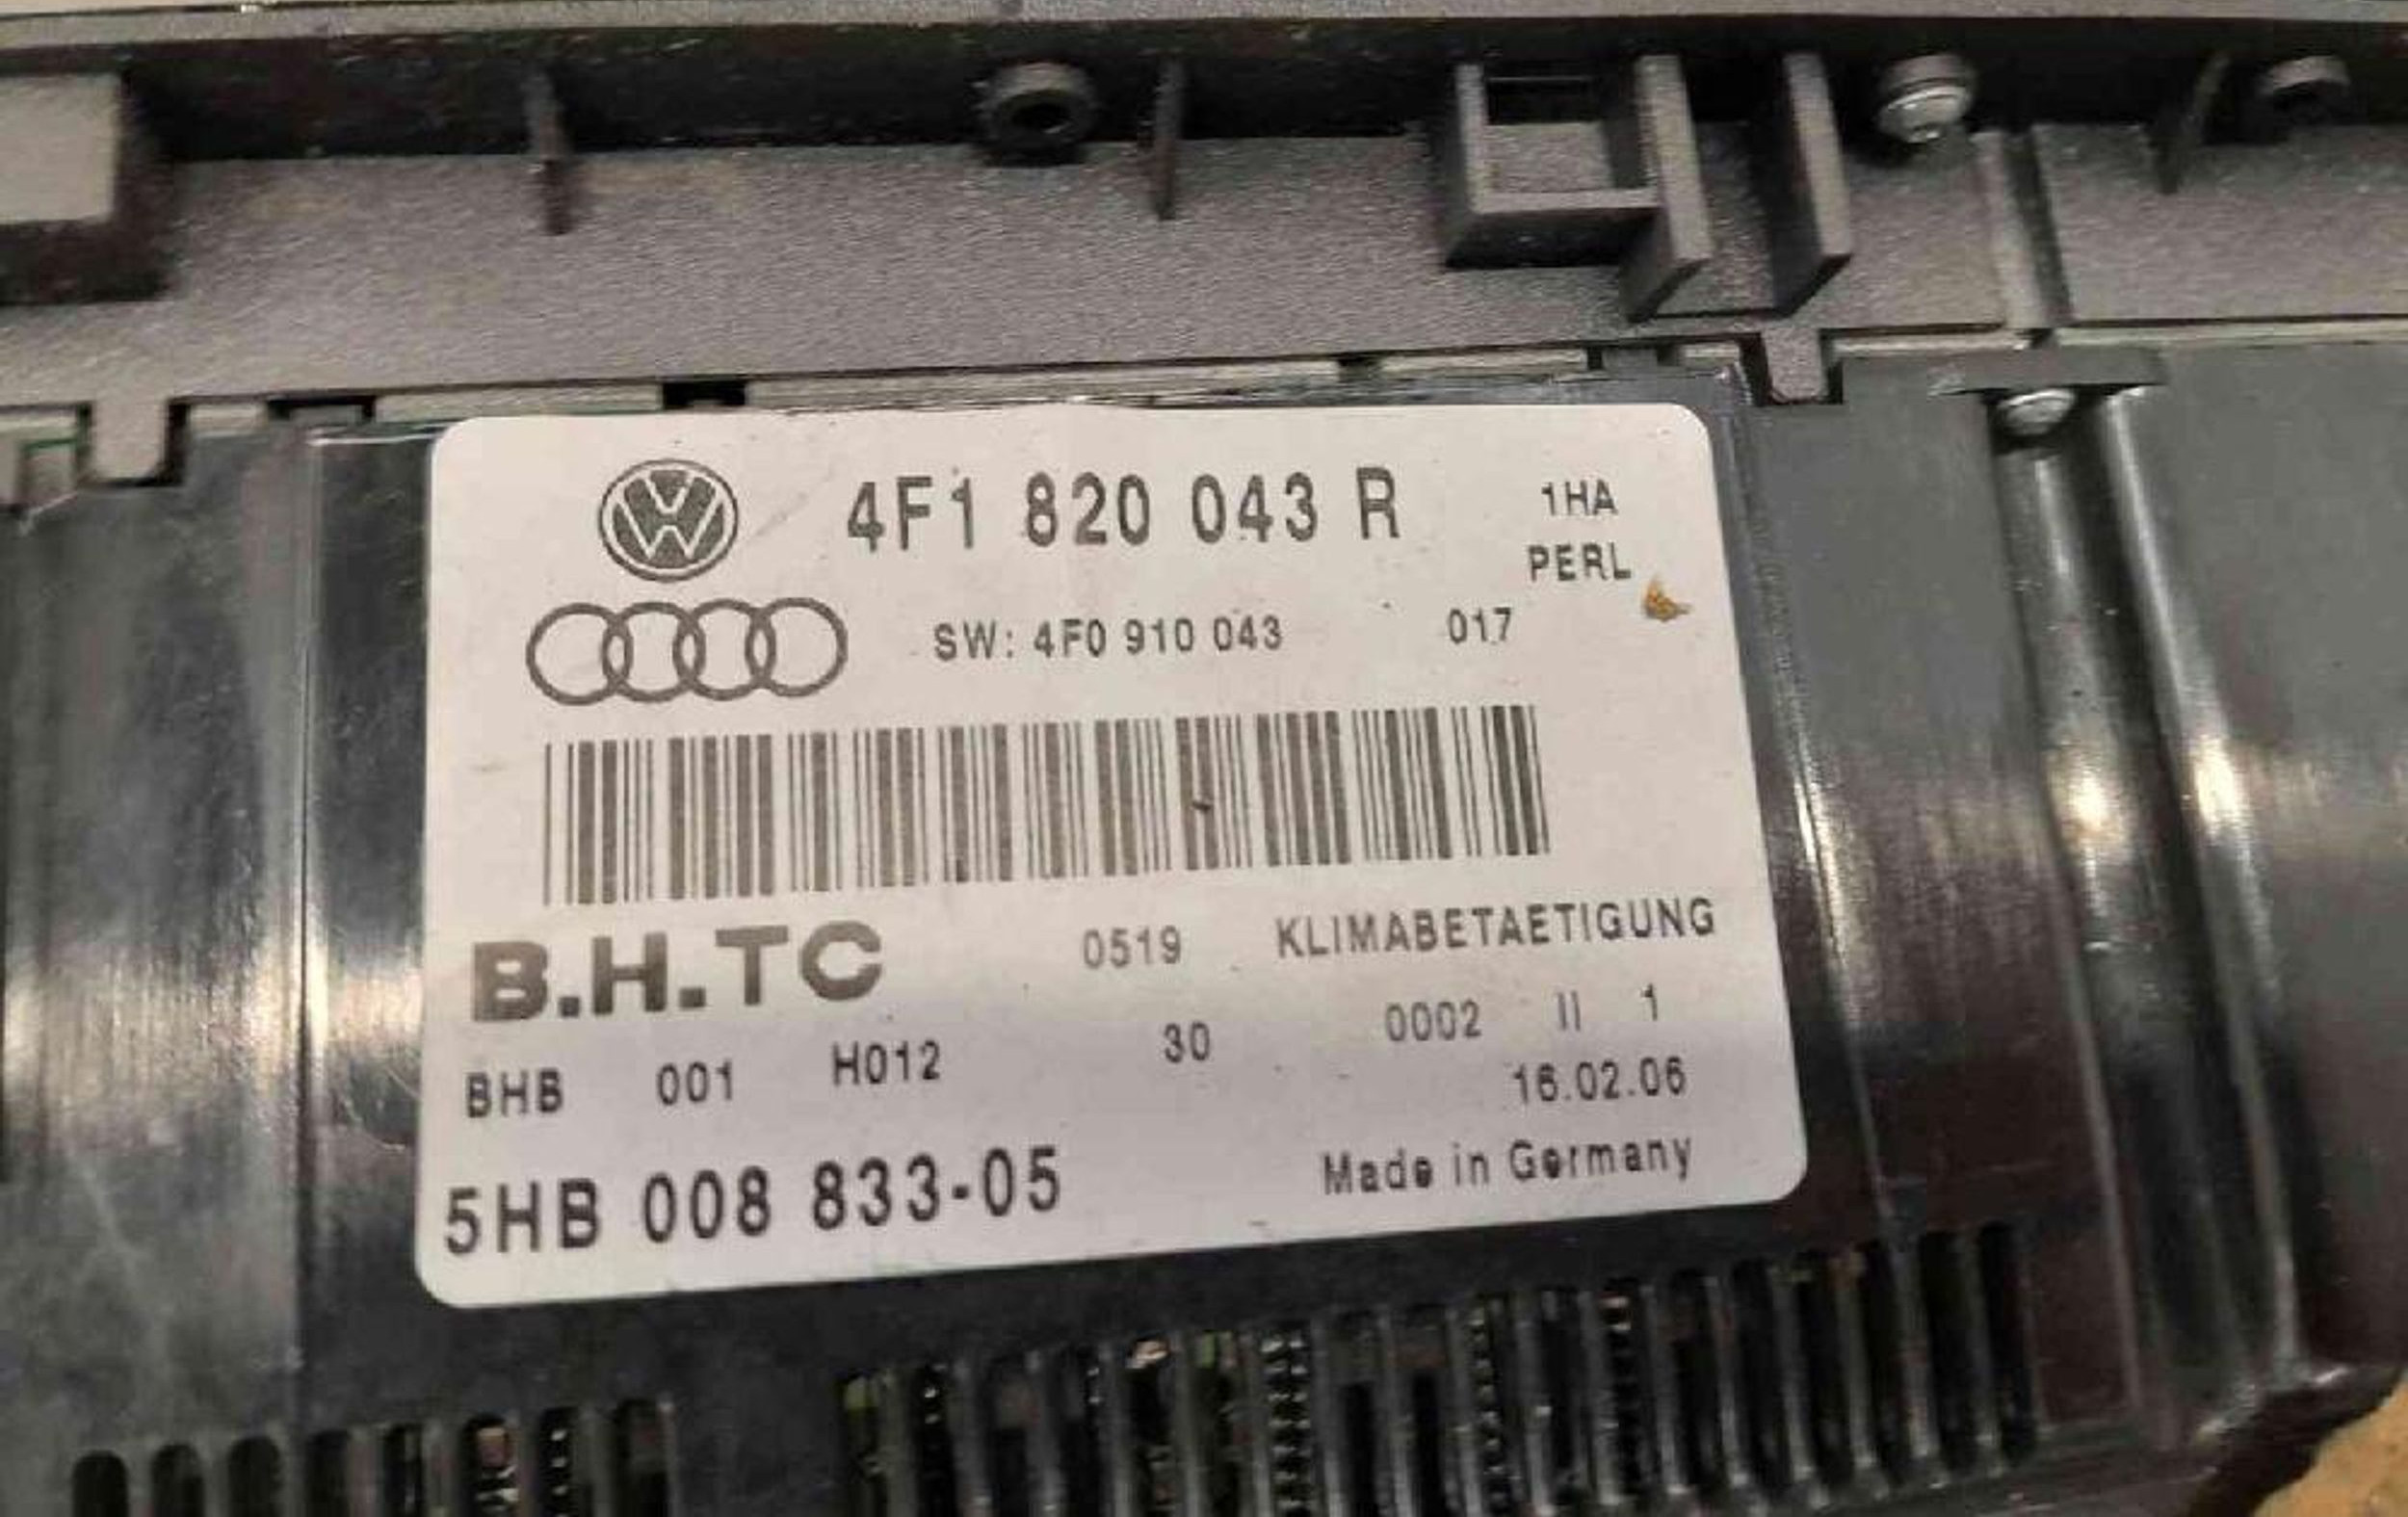 4F1 820 043 R 1HA
PERL
SW: 4F0 910 043 017
B.H.TC 0519 KLIMABETAETIGUNG
BHB 001 H012 30 0002 II 1
16.02.06
5HB 008 833-05 Made in Germany